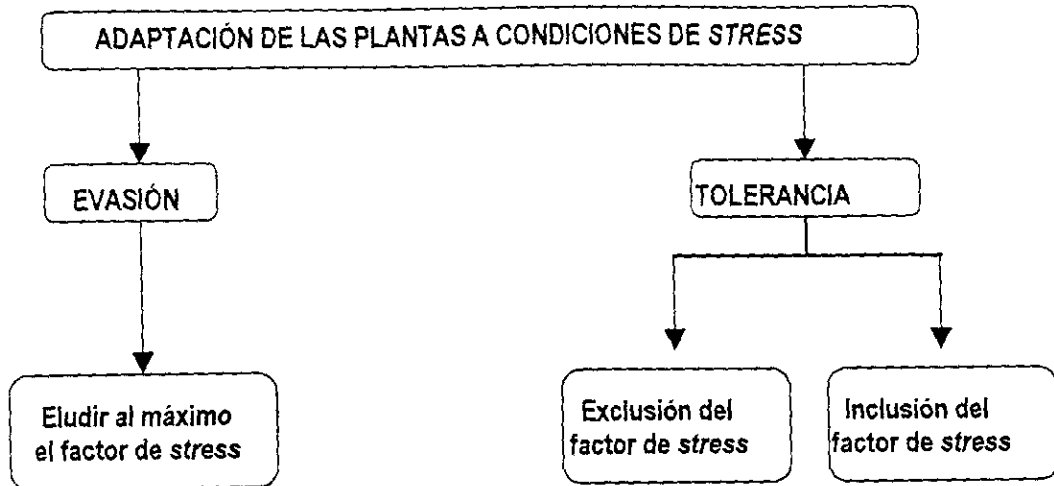 ADAPTACIÓN DE LAS PLANTAS A CONDICIONES DE STRESS
EVASIÓN
TOLERANCIA
Eludir al máximo
el factor de stress
Exclusión del
factor de stress
Inclusión del
factor de stress